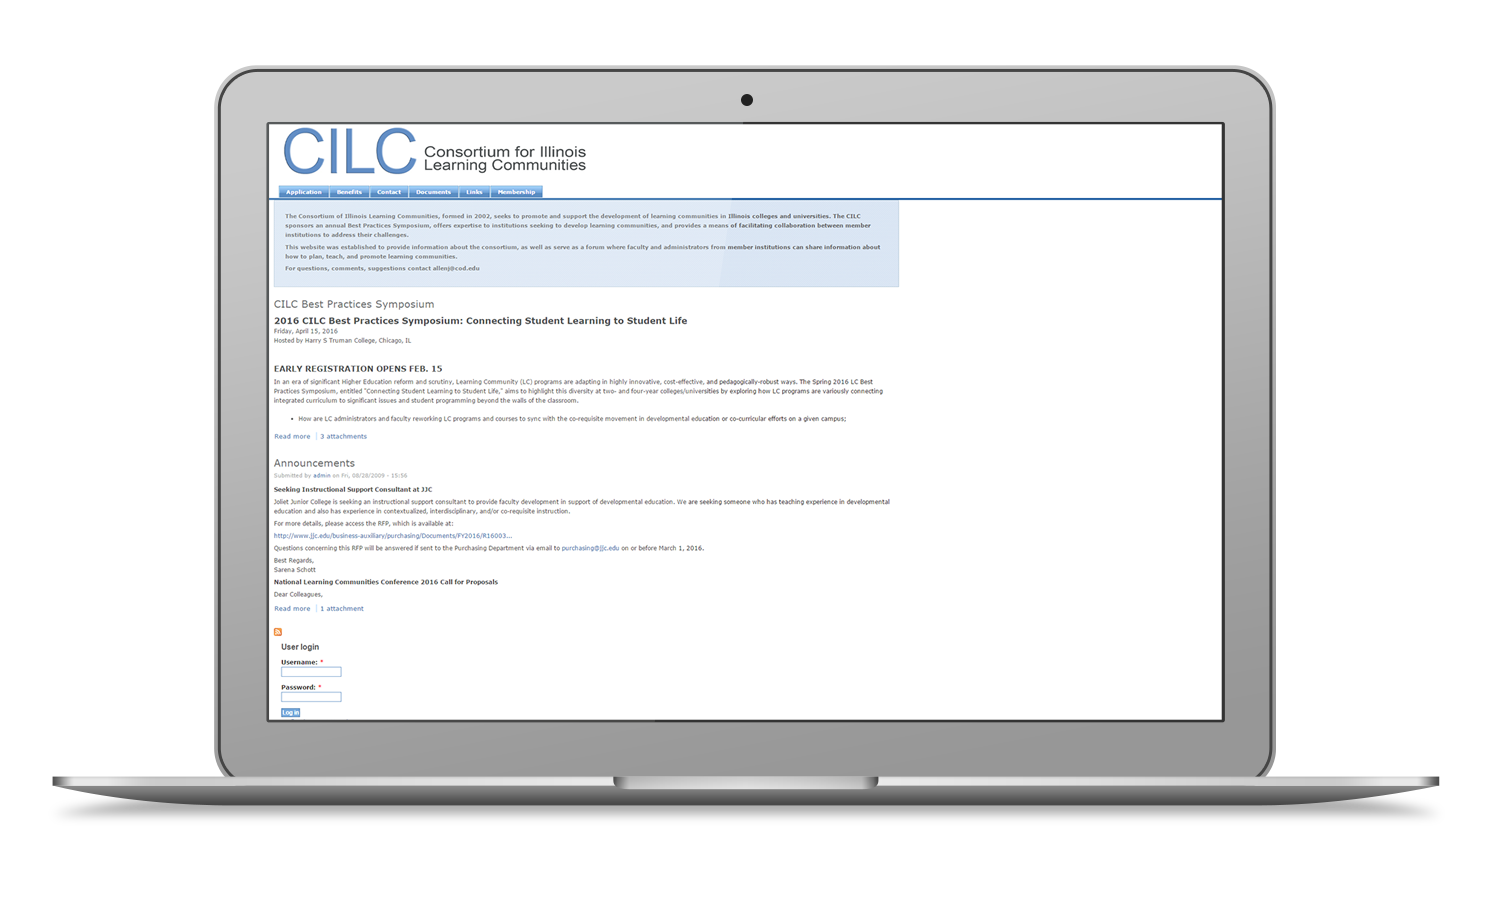 CILC Consortium for Illinois
Learning Communities
Application Benefits Contact Documents Links Membership
The Consortium of Illinois Learning Communities, formed in 2002, seeks to promote and support the development of learning communities in Illinois colleges and universities. The CILC
sponsors an annual Best Practices Symposium, offers expertise to institutions seeking to develop learning communities, and provides a means of facilitating collaboration between member
institutions to address their challenges.
This website was established to provide information about the consortium, as well as serve as a forum where faculty and administrators from member institutions can share information about
how to plan, teach, and promote learning communities.
For questions, comments, suggestions contact allenj@cod.edu
CILC Best Practices Symposium
2016 CILC Best Practices Symposium: Connecting Student Learning to Student Life
Friday, April 15, 2016
Hosted by Harry S Truman College, Chicago, IL
EARLY REGISTRATION OPENS FEB. 15
In an era of significant Higher Education reform and scrutiny, Learning Community (LC) programs are adapting in highly innovative, cost-effective, and pedagogically-robust ways. The Spring 2016 LC Best
Practices Symposium, entitled "Connecting Student Learning to Student Life," aims to highlight this diversity at two- and four-year colleges/universities by exploring how LC programs are variously connecting
integrated curriculum to significant issues and student programming beyond the walls of the classroom.
• How are LC administrators and faculty reworking LC programs and courses to sync with the co-requisite movement in developmental education or co-curricular efforts on a given campus;
Read more 3 attachments
Announcements
Submitted by admin on Fri, 08/28/2009 - 15:56
Seeking Instructional Support Consultant at JJC
Joliet Junior College is seeking an instructional support consultant to provide faculty development in support of developmental education. We are seeking someone who has teaching experience in developmental
education and also has experience in contextualized, interdisciplinary, and/or co-requisite instruction.
For more details, please access the RFP, which is available at:
http://www.jjc.edu/business-auxiliary/purchasing/Documents/FY2016/R16003...
Questions concerning this RFP will be answered if sent to the Purchasing Department via email to purchasing@jjc.edu on or before March 1, 2016.
Best Regards,
Sarena Schott
National Learning Communities Conference 2016 Call for Proposals
Dear Colleagues,
Read more 1 attachment
User login
Username: *
Password: *
Log in